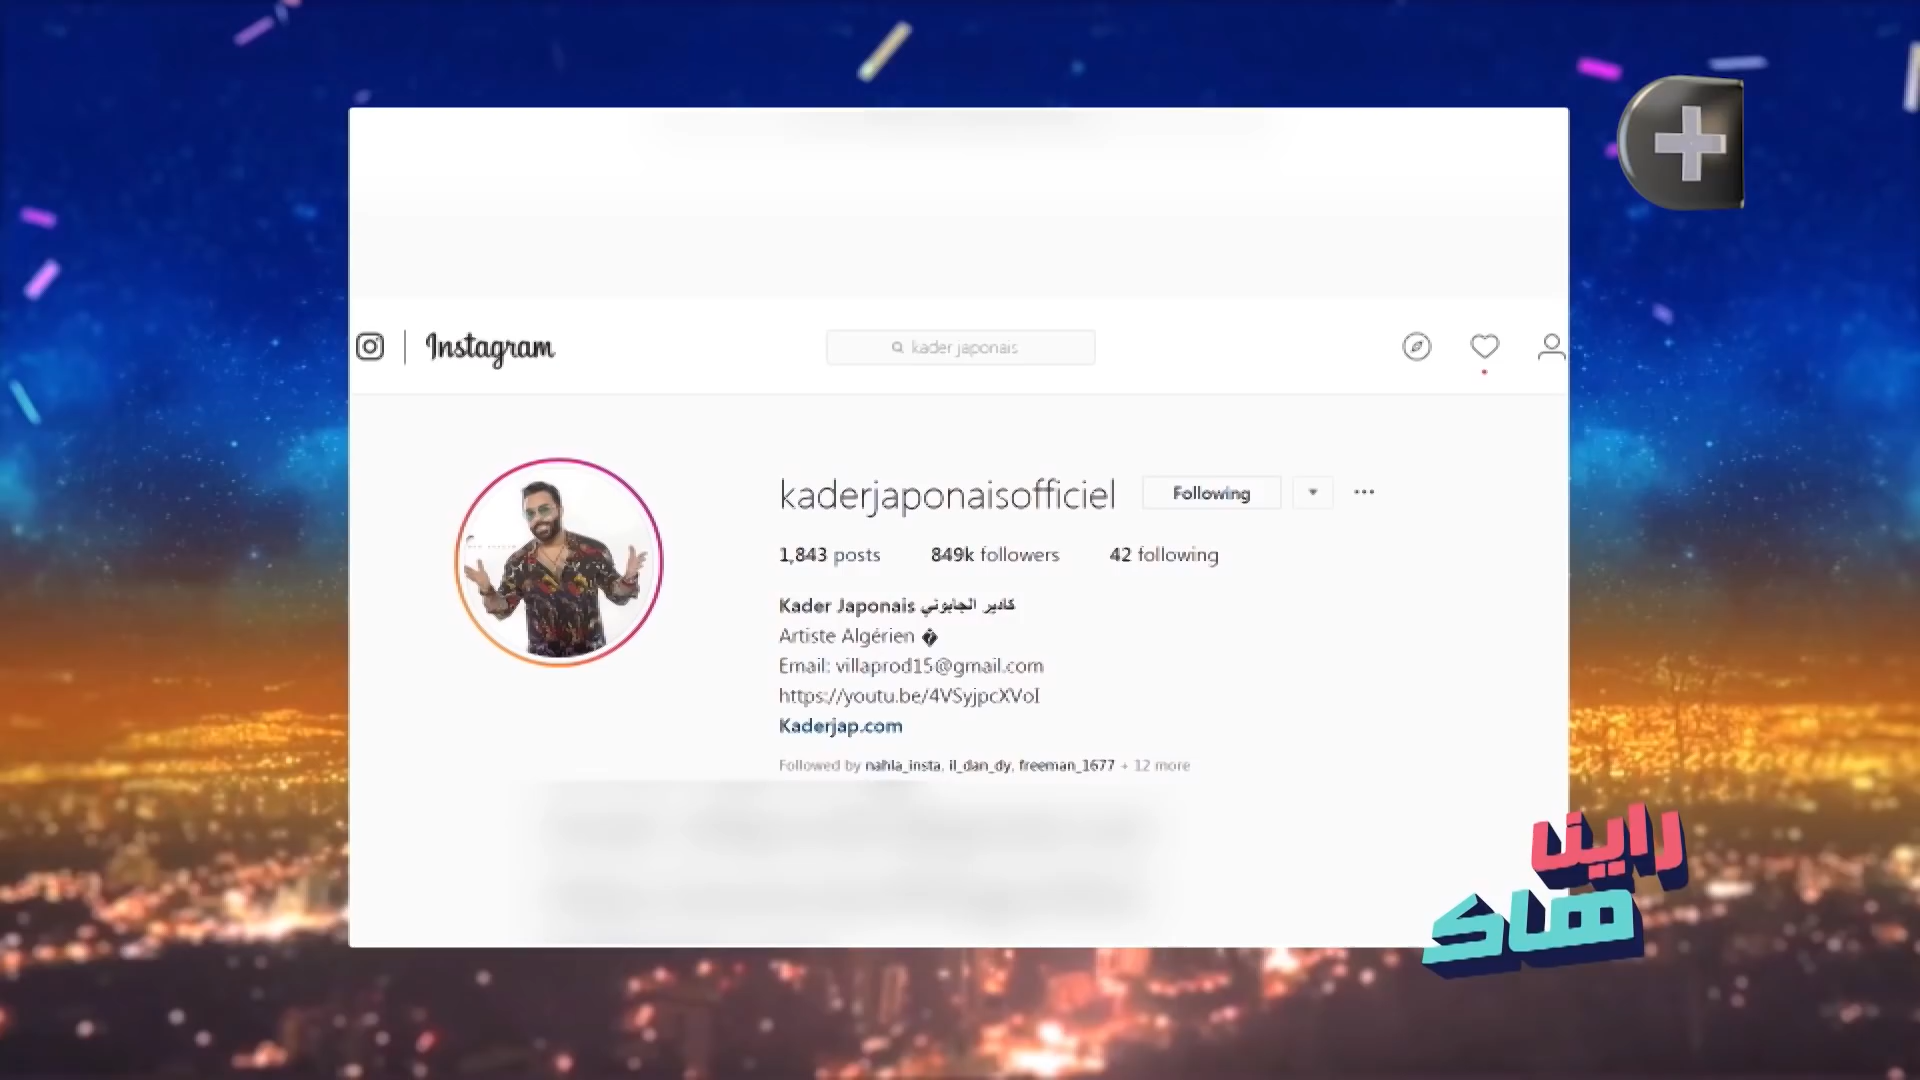 Instagram
kader japonais
kaderjaponaisofficiel Following
1,843 posts 849k followers 42 following
Kader Japonais كادير الجابوني
Artiste Algérien �
Email: villaprod15@gmail.com
https://youtu.be/4VSyjpcXVoI
Kaderjap.com
Followed by nahla_insta, il_dan_dy, freeman_1677 + 12 more
راينا
هاك